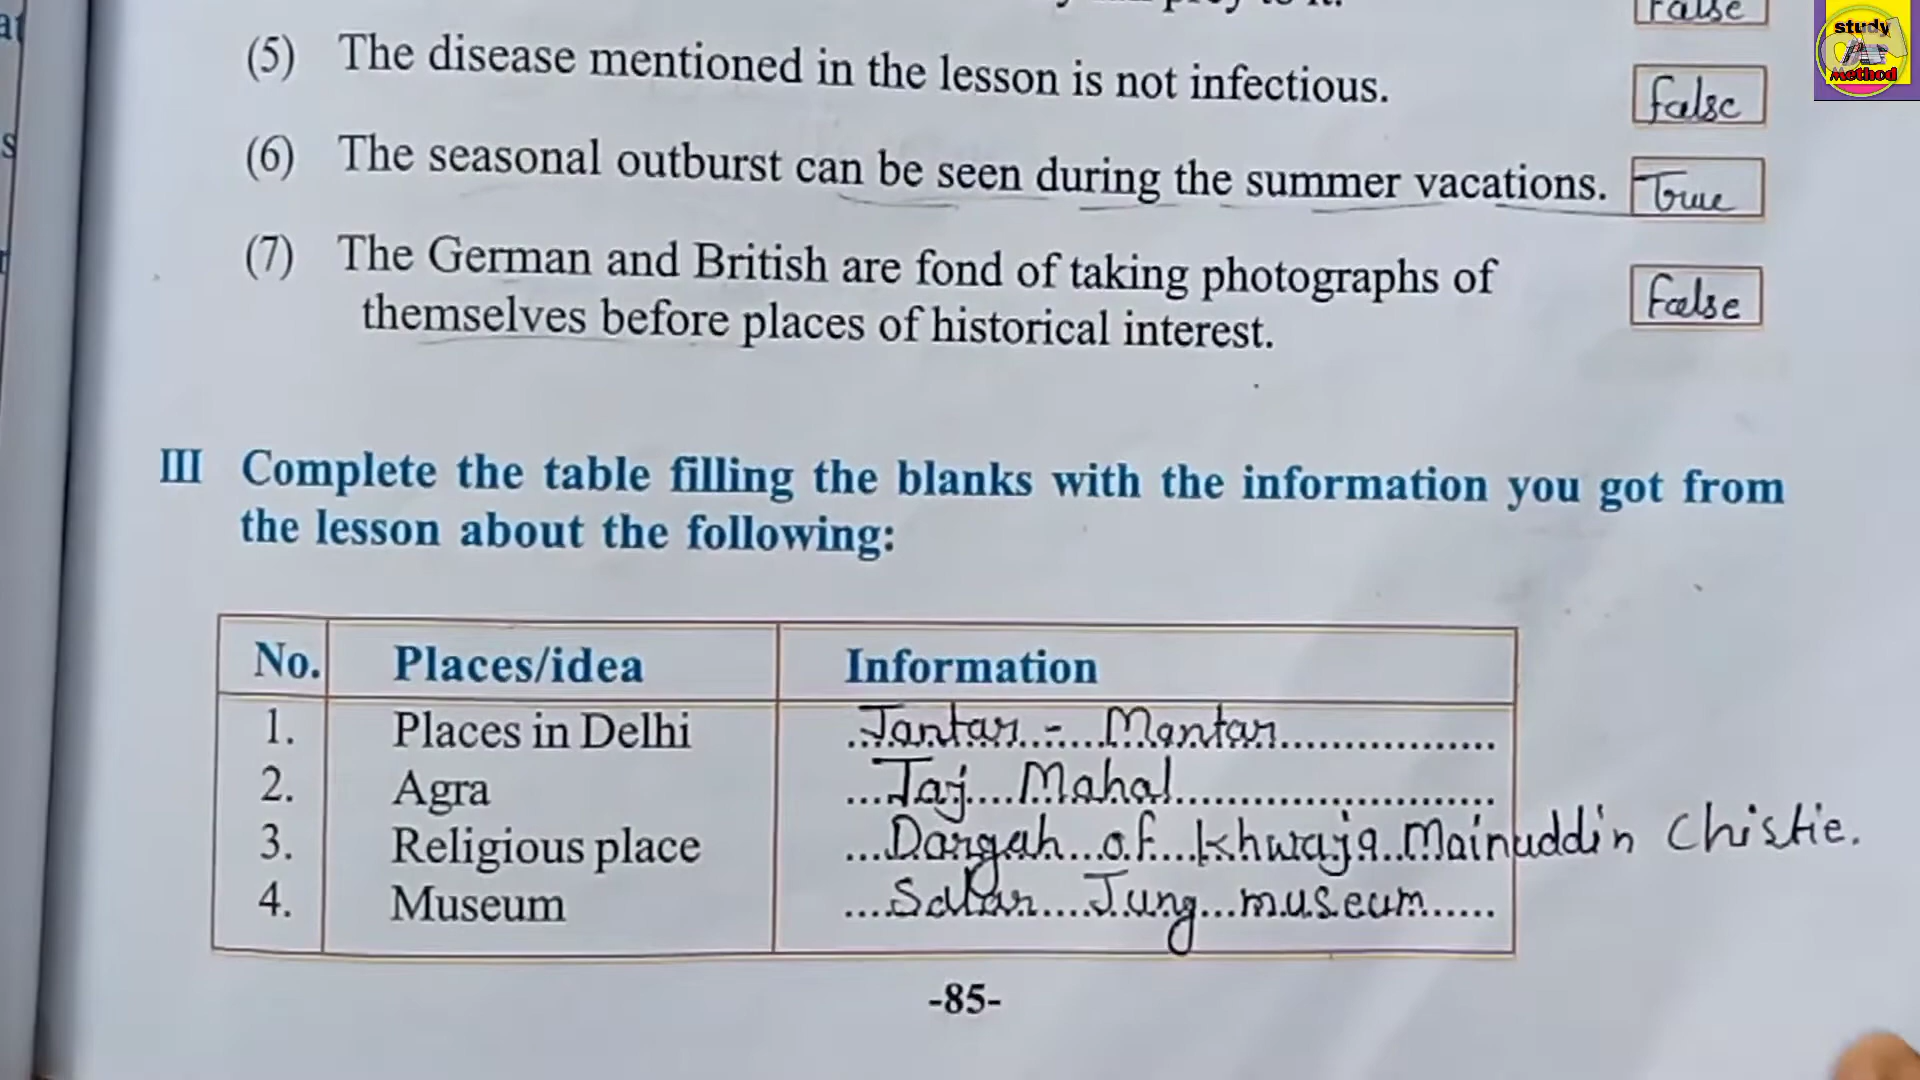 False
(5) The disease mentioned in the lesson is not infectious. False
(6) The seasonal outburst can be seen during the summer vacations. True
(7) The German and British are fond of taking photographs of
themselves before places of historical interest. False
III Complete the table filling the blanks with the information you got from
the lesson about the following:
No. Places/idea Information
1. Places in Delhi Jantar - Mantar
2. Agra Taj Mahal
3. Religious place Dargah of Khwaja Mainuddin Chistie.
4. Museum Salar Jung museum
-85-
study
Method